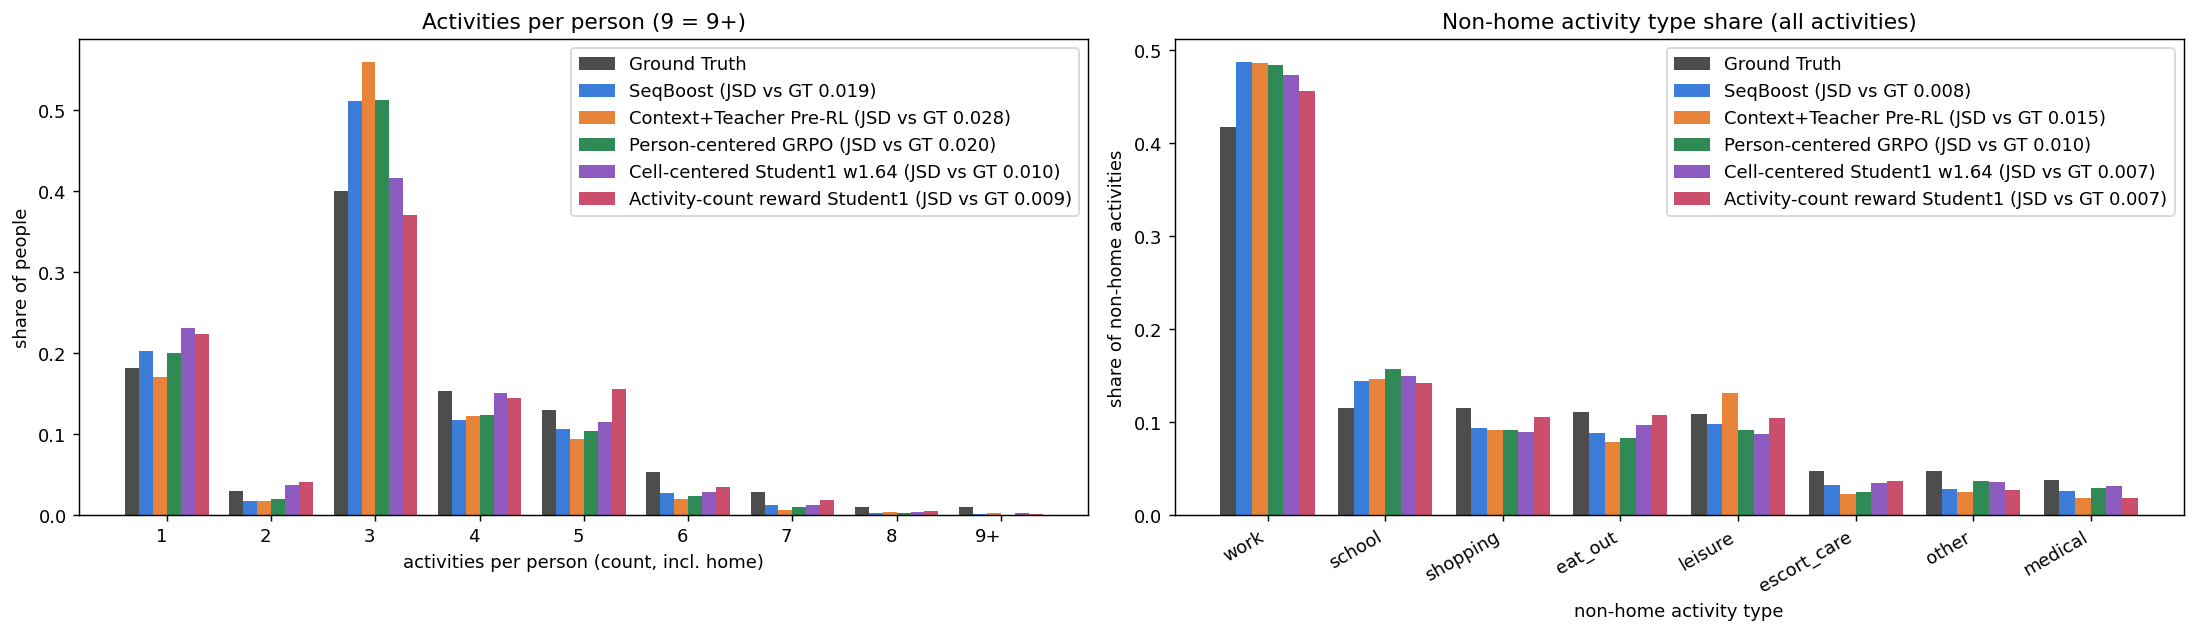 Activities per person (9 = 9+)
Ground Truth
SeqBoost (JSD vs GT 0.019)
Context+Teacher Pre-RL (JSD vs GT 0.028)
Person-centered GRPO (JSD vs GT 0.020)
Cell-centered Student1 w1.64 (JSD vs GT 0.010)
Activity-count reward Student1 (JSD vs GT 0.009)
share of people
0.5
0.4
0.3
0.2
0.1
0.0
1 2 3 4 5 6 7 8 9+
activities per person (count, incl. home)
Non-home activity type share (all activities)
Ground Truth
SeqBoost (JSD vs GT 0.008)
Context+Teacher Pre-RL (JSD vs GT 0.015)
Person-centered GRPO (JSD vs GT 0.010)
Cell-centered Student1 w1.64 (JSD vs GT 0.007)
Activity-count reward Student1 (JSD vs GT 0.007)
share of non-home activities
0.5
0.4
0.3
0.2
0.1
0.0
work school shopping eat_out leisure escort_care other medical
non-home activity type